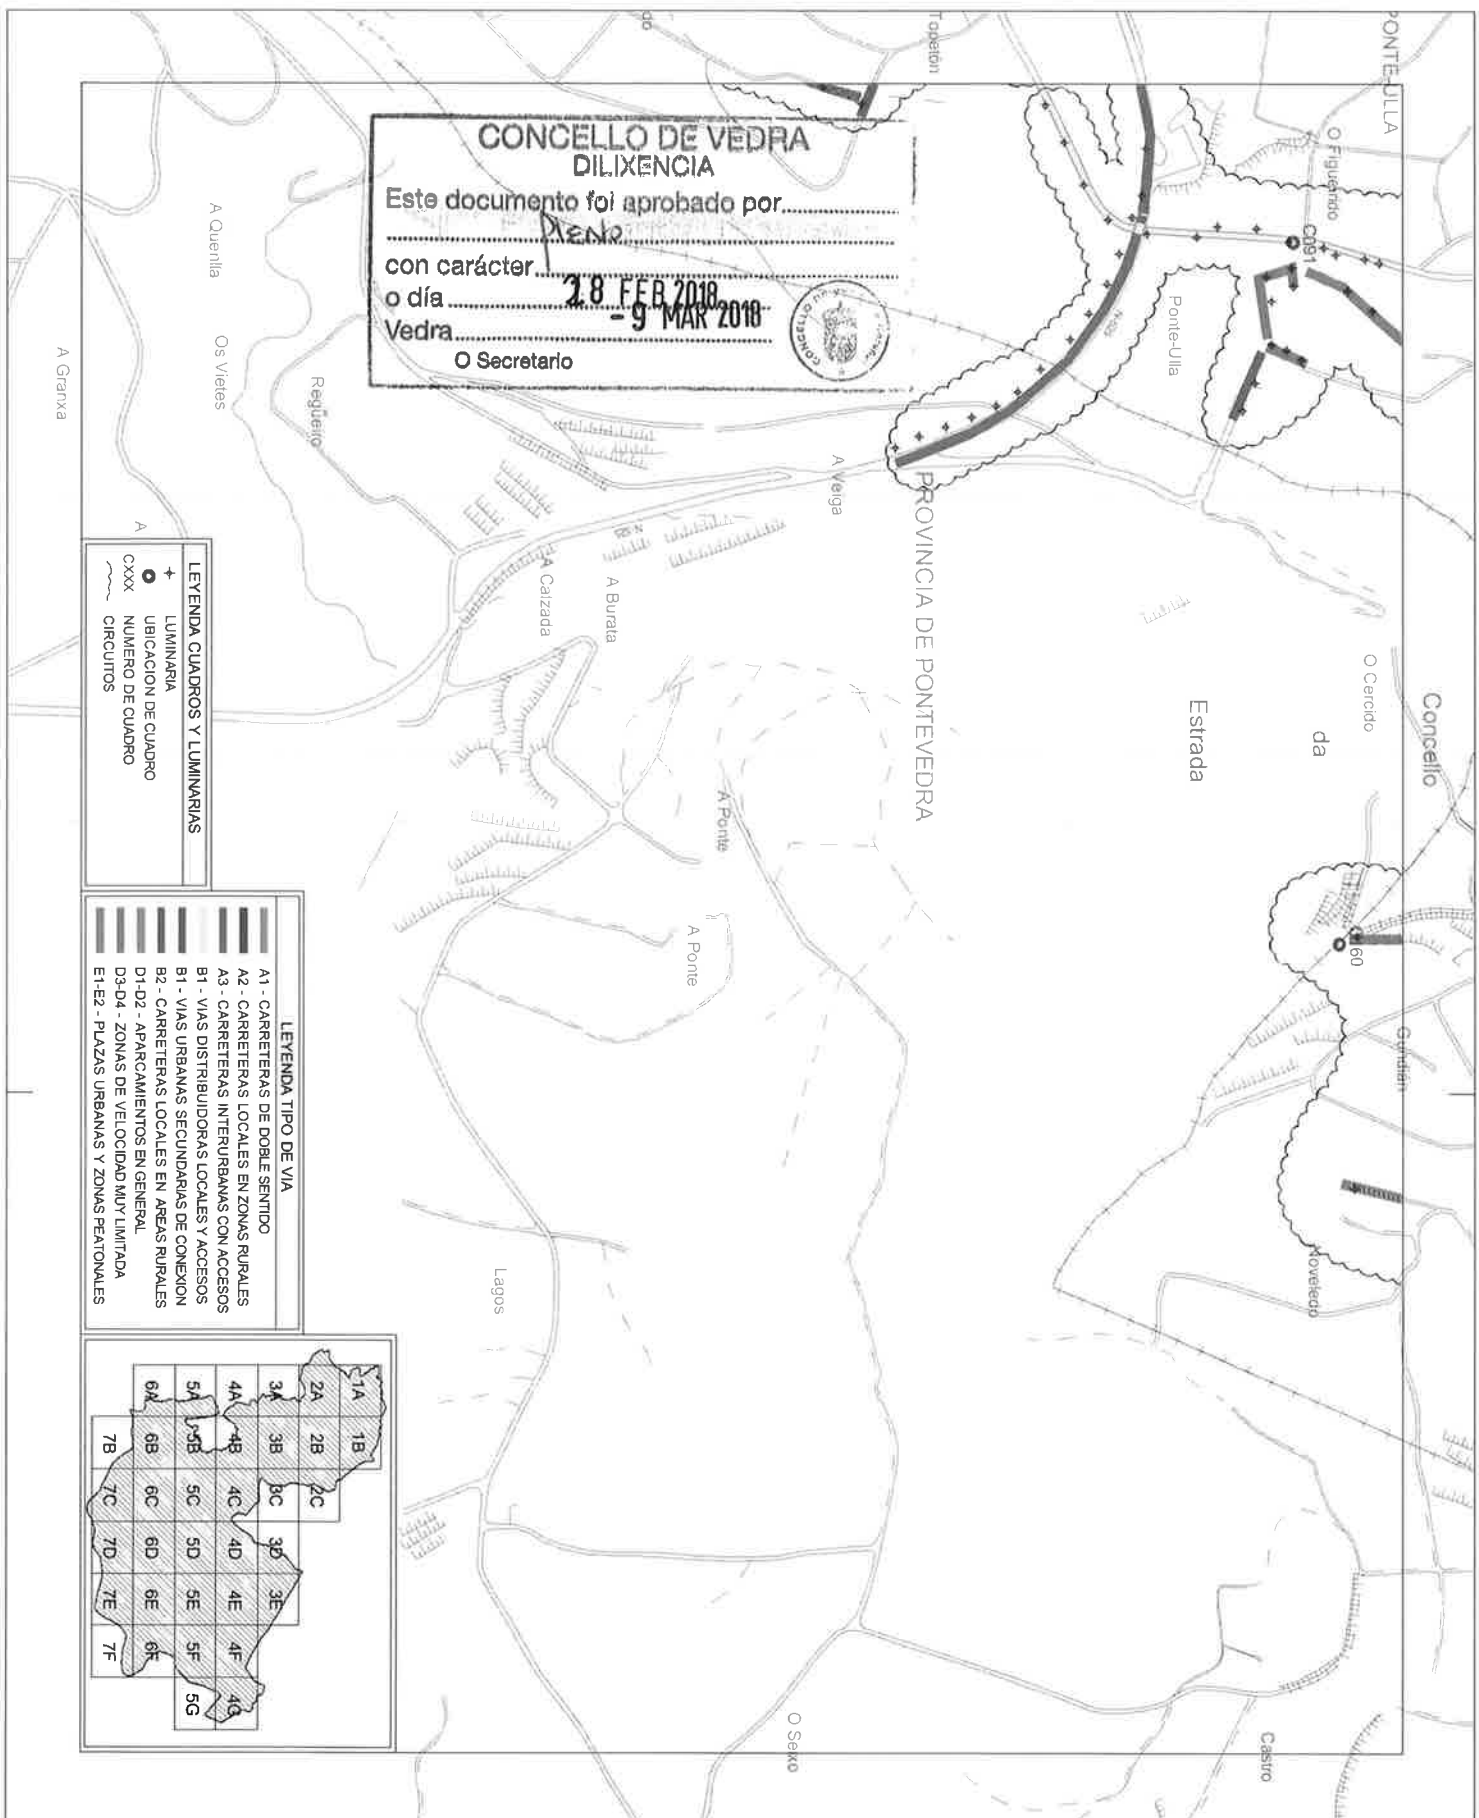 PONTE-ULLA
O Figueirido
C091
Topetón
do
Ponte-Ulla
N-525
CONCELLO DE VEDRA
DILIXENCIA
Este documento foi aprobado por
PLENO
con carácter
o día 28 FEB 2018
Vedra - 9 MAR 2018
O Secretario
CONCELLO
A Quenlla
Os Vietes
A Granxa
Regueiro
A Veiga
PROVINCIA DE PONTEVEDRA
N-525
A Calzada
A Burata
A
Concello
da
Estrada
O Cercido
A Ponte
A Ponte
60
Gundián
Noveledo
Lagos
O Seixo
Castro
LEYENDA CUADROS Y LUMINARIAS
LUMINARIA
UBICACION DE CUADRO
CXXX NUMERO DE CUADRO
CIRCUITOS
LEYENDA TIPO DE VIA
A1 - CARRETERAS DE DOBLE SENTIDO
A2 - CARRETERAS LOCALES EN ZONAS RURALES
A3 - CARRETERAS INTERURBANAS CON ACCESOS
B1 - VIAS DISTRIBUIDORAS LOCALES Y ACCESOS
B1 - VIAS URBANAS SECUNDARIAS DE CONEXION
B2 - CARRETERAS LOCALES EN AREAS RURALES
D1-D2 - APARCAMIENTOS EN GENERAL
D3-D4 - ZONAS DE VELOCIDAD MUY LIMITADA
E1-E2 - PLAZAS URBANAS Y ZONAS PEATONALES
1A 1B
2A 2B 2C
3A 3B 3C 3D 3E
4A 4B 4C 4D 4E 4F 4G
5A 5B 5C 5D 5E 5F 5G
6A 6B 6C 6D 6E 6F
7B 7C 7D 7E 7F